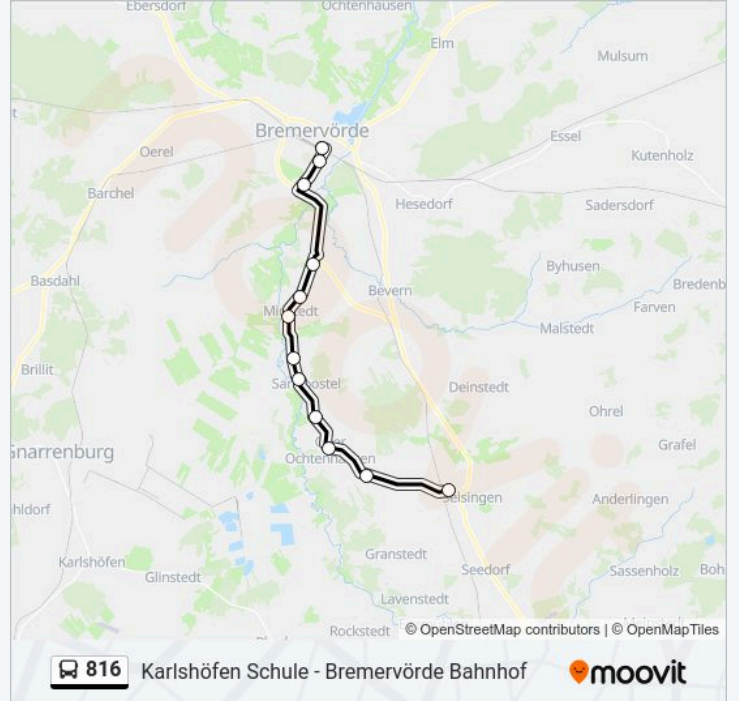 Ebersdorf
Ochtenhausen
Elm
Mulsum
Bremervörde
Essel
Oerel
Kutenholz
Barchel
Hesedorf
Sadersdorf
Byhusen
Basdahl
Bredenb
Bevern
Farven
Malstedt
Brillit
Deinstedt
Ohrel
Gnarrenburg
Grafel
Ochtenhausen
Selsingen
Anderlingen
hldorf
Granstedt
Karlshöfen
Seedorf
Sassenholz
Boh
Glinstedt
Lavenstedt
Rockstedt
© OpenStreetMap contributors | © OpenMapTiles
816 Karlshöfen Schule - Bremervörde Bahnhof moovit